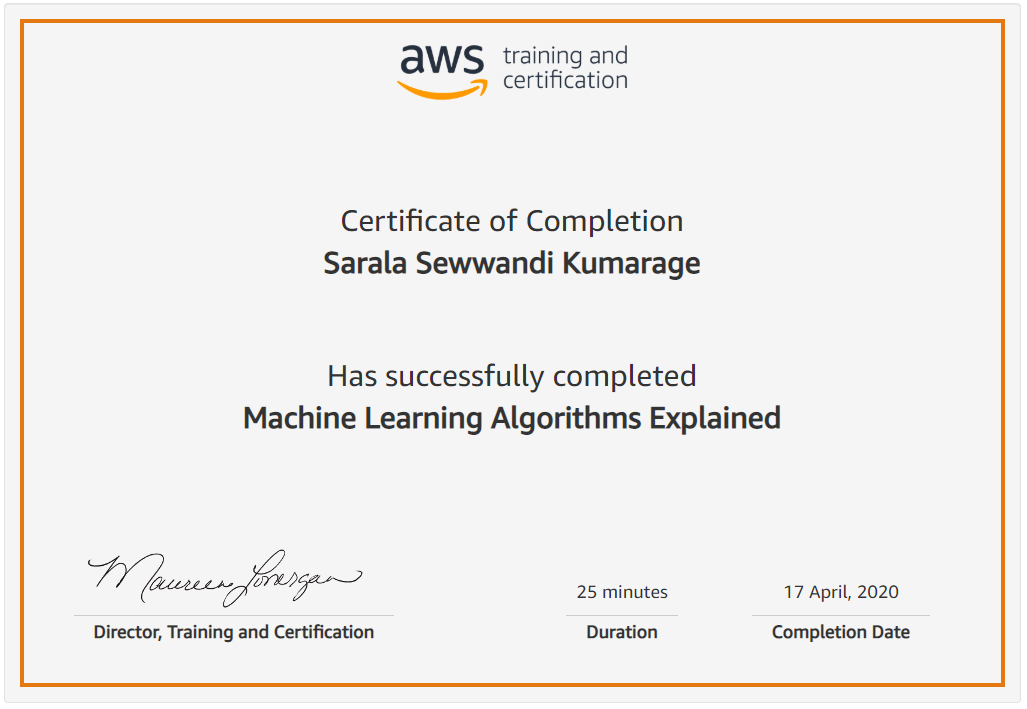 aws training and
certification
Certificate of Completion
Sarala Sewwandi Kumarage
Has successfully completed
Machine Learning Algorithms Explained
Maureen Lonergan
25 minutes
17 April, 2020
Director, Training and Certification
Duration
Completion Date